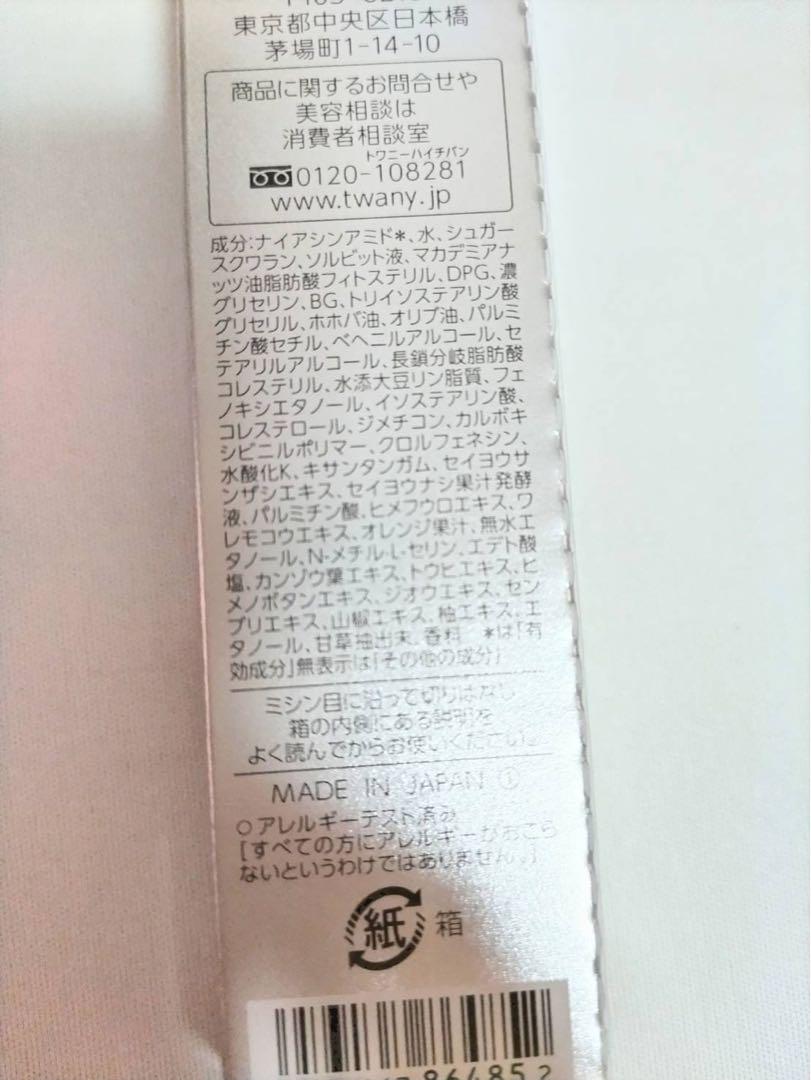 東京都中央区日本橋
茅場町1-14-10
商品に関するお問合せや
美容相談は
消費者相談室
トワニーハイチバン
0120-108281
www.twany.jp
成分:ナイアシンアミド*、水、シュガー
スクワラン、ソルビット液、マカデミアナ
ッツ油脂肪酸フィトステリル、DPG、濃
グリセリン、BG、トリイソステアリン酸
グリセリル、ホホバ油、オリブ油、パルミ
チン酸セチル、ベヘニルアルコール、セ
テアリルアルコール、長鎖分岐脂肪酸
コレステリル、水添大豆リン脂質、フェ
ノキシエタノール、イソステアリン酸、
コレステロール、ジメチコン、カルボキ
シビニルポリマー、クロルフェネシン、
水酸化K、キサンタンガム、セイヨウサ
ンザシエキス、セイヨウナシ果汁発酵
液、パルミチン酸、ヒメフウロエキス、ワ
レモコウエキス、オレンジ果汁、無水エ
タノール、N-メチル-L-セリン、エデト酸
塩、カンゾウ葉エキス、トウヒエキス、ヒ
メノボタンエキス、ジオウエキス、セン
プリエキス、山椒エキス、柚エキス、エ
タノール、甘草抽出末、香料 *は「有
効成分」無表示は「その他の成分」
ミシン目に沿って切りはなし
箱の内側にある説明を
よく読んでからお使いください。
MADE IN JAPAN ①
○アレルギーテスト済み
[すべての方にアレルギーがおこら
ないというわけではありません。]
紙 箱
86485 2